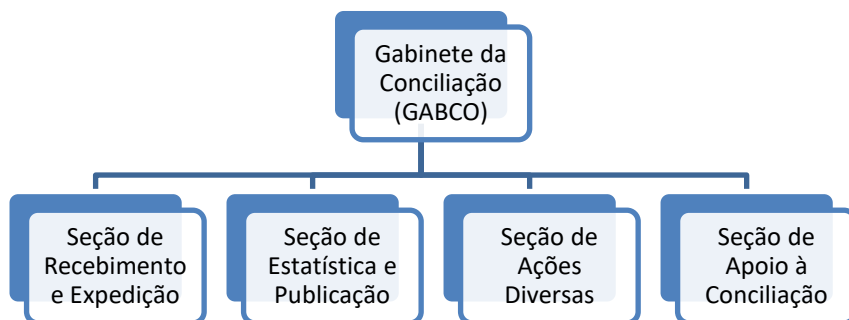 Gabinete da
Conciliação
(GABCO)
Seção de
Recebimento
e Expedição
Seção de
Estatística e
Publicação
Seção de
Ações
Diversas
Seção de
Apoio à
Conciliação